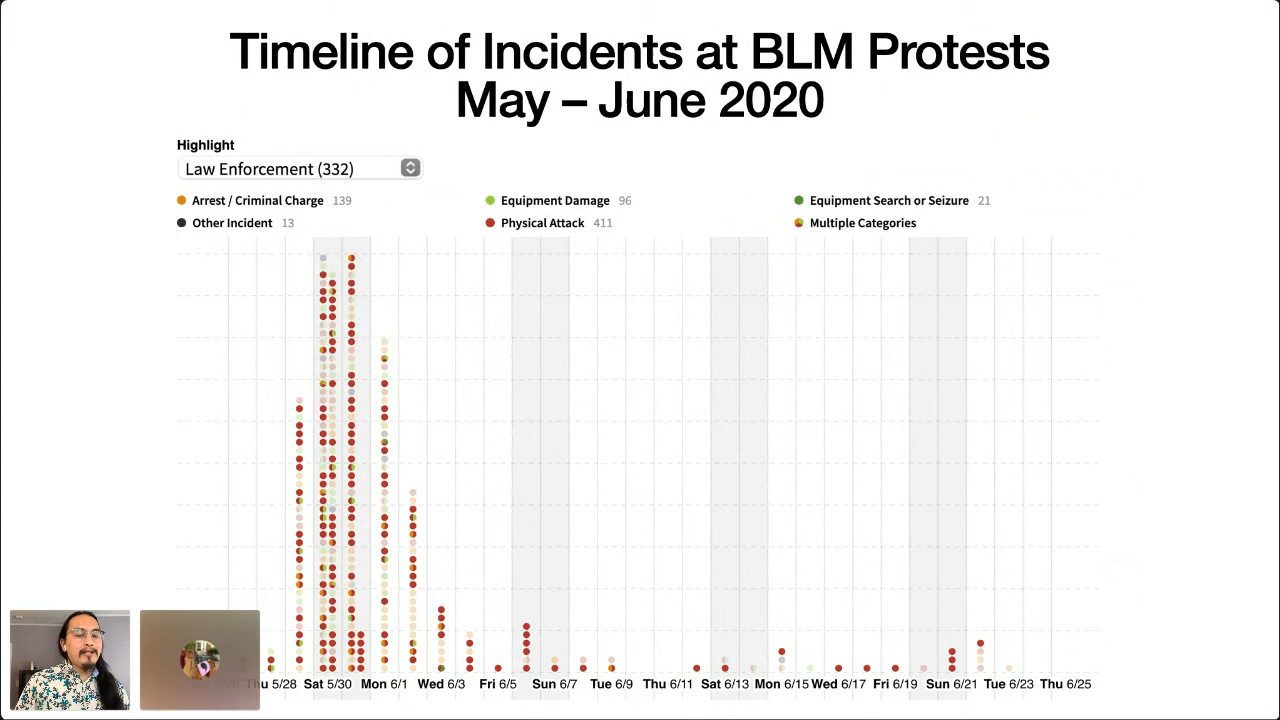 Timeline of Incidents at BLM Protests
May – June 2020
Highlight
Law Enforcement (332)
Arrest / Criminal Charge 139
Equipment Damage 96
Equipment Search or Seizure 21
Other Incident 13
Physical Attack 411
Multiple Categories
Thu 5/28 Sat 5/30 Mon 6/1 Wed 6/3 Fri 6/5 Sun 6/7 Tue 6/9 Thu 6/11 Sat 6/13 Mon 6/15 Wed 6/17 Fri 6/19 Sun 6/21 Tue 6/23 Thu 6/25